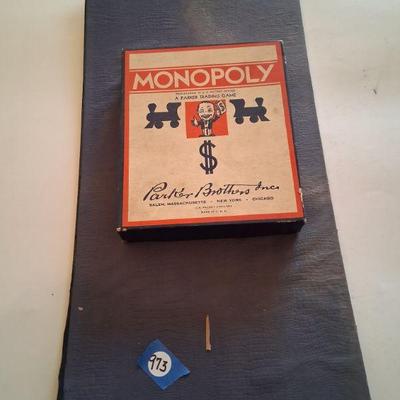 MONOPOLY
A PARKER TRADING GAME
$
Parker Brothers Inc.
SALEM, MASSACHUSETTS • NEW YORK • CHICAGO
MADE IN U.S.A.
973